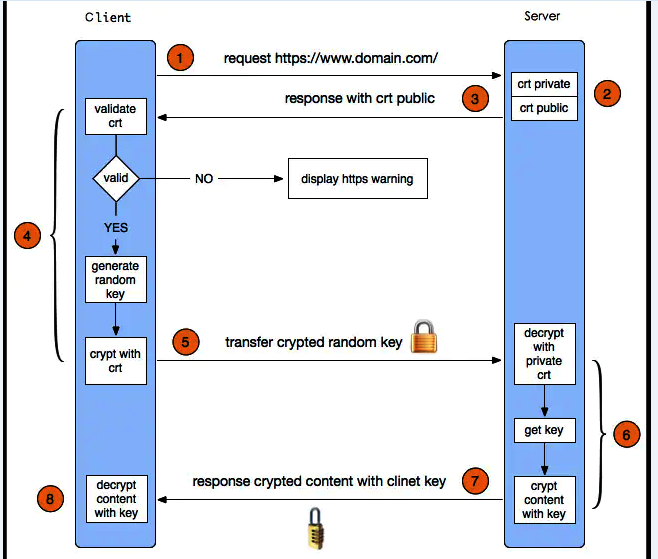 Client
Server
1
request https://www.domain.com/
crt private
2
crt public
response with crt public
3
validate
crt
valid
NO
display https warning
YES
4
generate
random
key
crypt with
crt
5
transfer crypted random key
decrypt
with
private
crt
get key
6
crypt
content
with key
response crypted content with clinet key
7
8
decrypt
content
with key